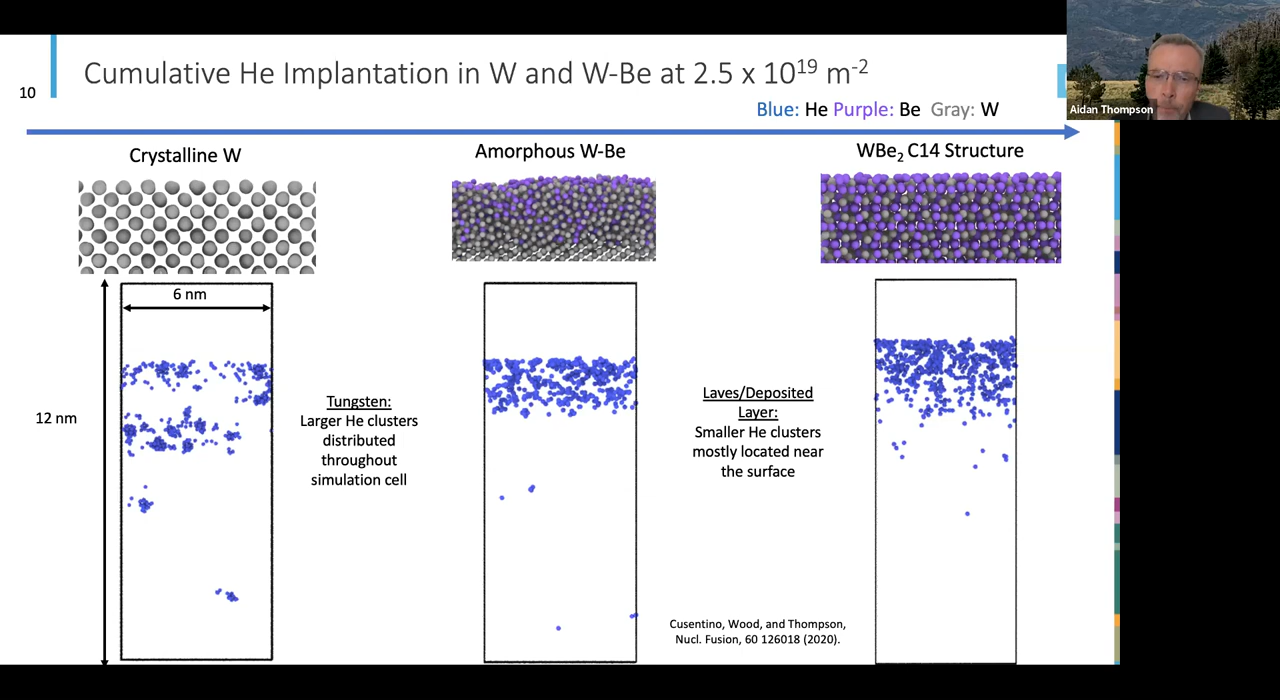 Cumulative He Implantation in W and W-Be at 2.5 x 10¹⁹ m⁻²
Aidan Thompson
10
Blue: He Purple: Be Gray: W
Crystalline W
Amorphous W-Be
WBe₂ C14 Structure
6 nm
12 nm
Tungsten:
Larger He clusters
distributed
throughout
simulation cell
Laves/Deposited
Layer:
Smaller He clusters
mostly located near
the surface
Cusentino, Wood, and Thompson,
Nucl. Fusion, 60 126018 (2020).